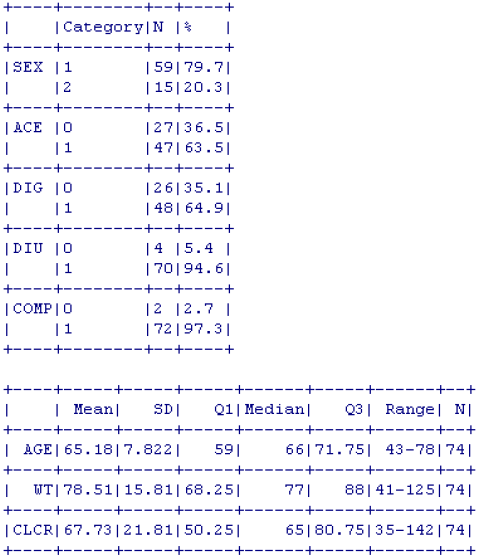 +----+--------+--+----+
|    |Category|N |%   |
+----+--------+--+----+
|SEX |1       |59|79.7|
|    |2       |15|20.3|
+----+--------+--+----+
|ACE |0       |27|36.5|
|    |1       |47|63.5|
+----+--------+--+----+
|DIG |0       |26|35.1|
|    |1       |48|64.9|
+----+--------+--+----+
|DIU |0       |4 |5.4 |
|    |1       |70|94.6|
+----+--------+--+----+
|COMP|0       |2 |2.7 |
|    |1       |72|97.3|
+----+--------+--+----+
+----+-----+-----+-----+------+-----+------+--+
|    | Mean|   SD|   Q1|Median|   Q3| Range| N|
+----+-----+-----+-----+------+-----+------+--+
| AGE|65.18|7.822|   59|    66|71.75| 43-78|74|
+----+-----+-----+-----+------+-----+------+--+
|  WT|78.51|15.81|68.25|    77|   88|41-125|74|
+----+-----+-----+-----+------+-----+------+--+
|CLCR|67.73|21.81|50.25|    65|80.75|35-142|74|
+----+-----+-----+-----+------+-----+------+--+